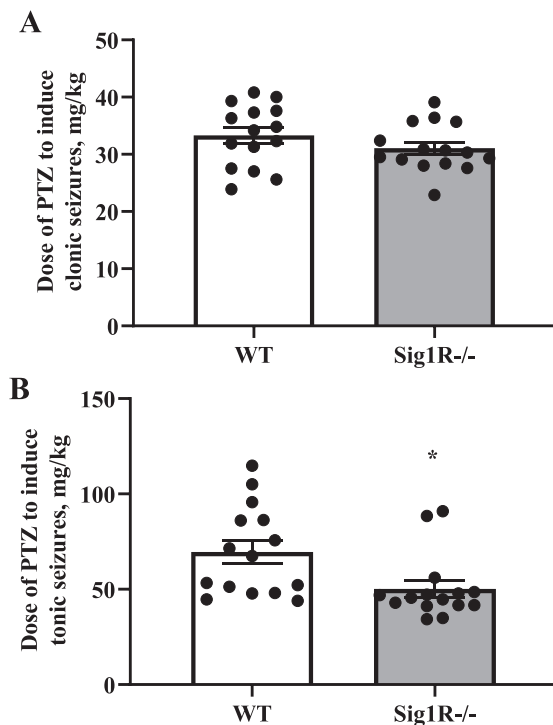 A
Dose of PTZ to induce
clonic seizures, mg/kg
50
40
30
20
10
0
WT
Sig1R-/-
B
Dose of PTZ to induce
tonic seizures, mg/kg
150
100
50
0
*
WT
Sig1R-/-